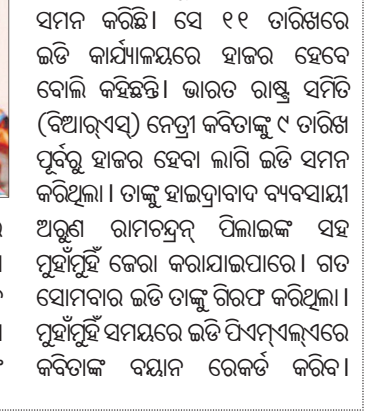 ସମନ କରିଛି। ସେ ୧୧ ତାରିଖରେ
ଇଡି କାର୍ଯ୍ୟାଳୟରେ ହାଜର ହେବେ
ବୋଲି କହିଛନ୍ତି। ଭାରତ ରାଷ୍ଟ୍ର ସମିତି
(ବିଆର୍ଏସ୍) ନେତ୍ରୀ କବିତାଙ୍କୁ ୯ ତାରିଖ
ପୂର୍ବରୁ ହାଜର ହେବା ଲାଗି ଇଡି ସମନ
କରିଥିଲା। ତାଙ୍କୁ ହାଇଦ୍ରାବାଦ ବ୍ୟବସାୟୀ
ଅରୁଣ ରାମଚନ୍ଦ୍ରନ୍ ପିଲାଇଙ୍କ ସହ
ମୁହାଁମୁହିଁ ଜେରା କରାଯାଇପାରେ। ଗତ
ସୋମବାର ଇଡି ତାଙ୍କୁ ଗିରଫ କରିଥିଲା।
ମୁହାଁମୁହିଁ ସମୟରେ ଇଡି ପିଏମ୍ଏଲ୍ଏରେ
କବିତାଙ୍କ ବୟାନ ରେକର୍ଡ କରିବ।